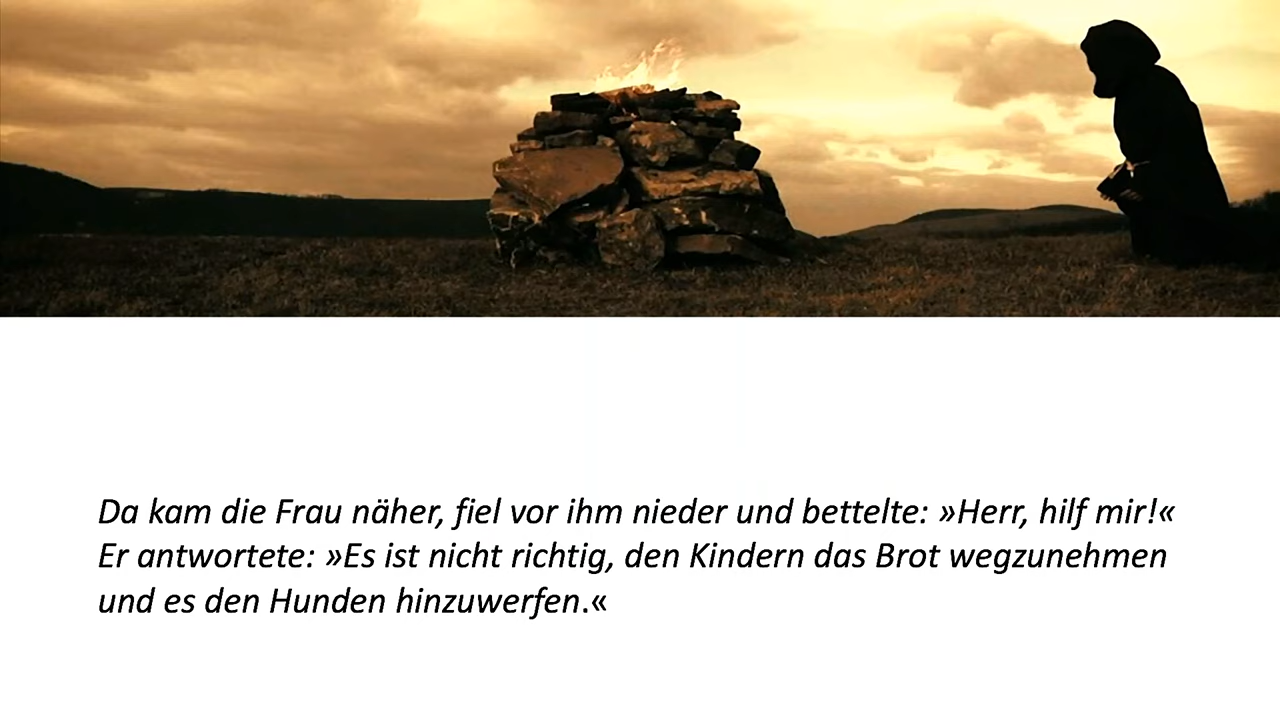 Da kam die Frau näher, fiel vor ihm nieder und bettelte: »Herr, hilf mir!«
Er antwortete: »Es ist nicht richtig, den Kindern das Brot wegzunehmen
und es den Hunden hinzuwerfen.«